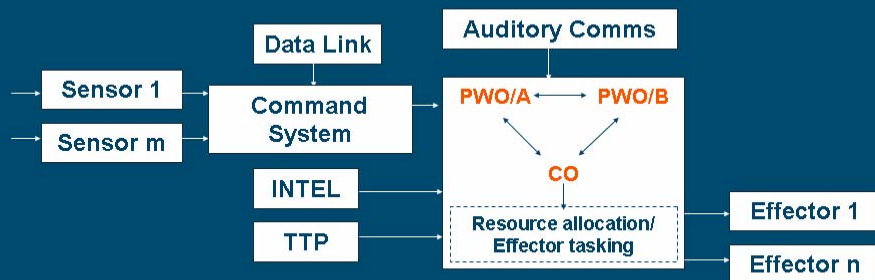 Data Link
Auditory Comms
Sensor 1
Sensor m
Command
System
PWO/A
PWO/B
CO
INTEL
TTP
Resource allocation/
Effector tasking
Effector 1
Effector n